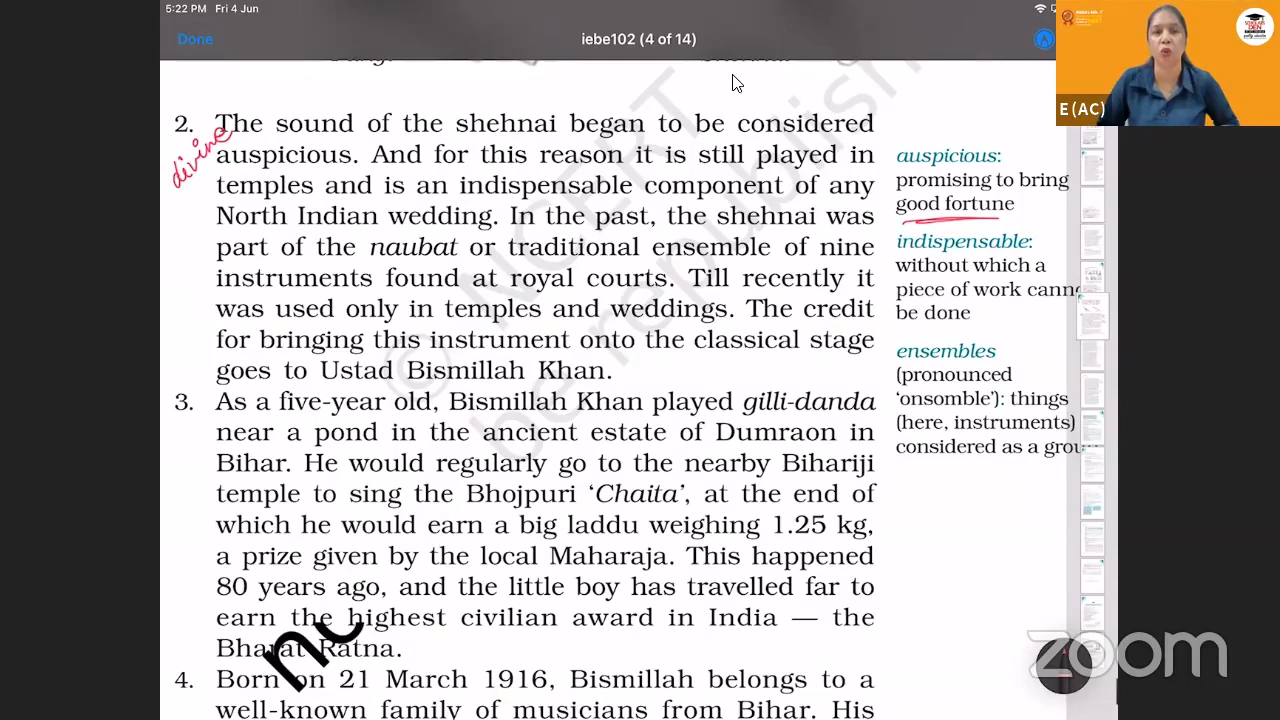 5:22 PM Fri 4 Jun
Done
iebe102 (4 of 14)
E (AC)
divine
2. The sound of the shehnai began to be considered
auspicious. And for this reason it is still played in
temples and is an indispensable component of any
North Indian wedding. In the past, the shehnai was
part of the naubat or traditional ensemble of nine
instruments found at royal courts. Till recently it
was used only in temples and weddings. The credit
for bringing this instrument onto the classical stage
goes to Ustad Bismillah Khan.
3. As a five-year old, Bismillah Khan played gilli-danda
near a pond in the ancient estate of Dumraon in
Bihar. He would regularly go to the nearby Bihariji
temple to sing the Bhojpuri ‘Chaita’, at the end of
which he would earn a big laddu weighing 1.25 kg,
a prize given by the local Maharaja. This happened
80 years ago, and the little boy has travelled far to
earn the highest civilian award in India — the
Bharat Ratna.
4. Born on 21 March 1916, Bismillah belongs to a
well-known family of musicians from Bihar. His
auspicious:
promising to bring
good fortune
indispensable:
without which a
piece of work cann
be done
ensembles
(pronounced
‘onsomble’): things
(here, instruments)
considered as a grou
© NCERT
be republish
no
zoom
SCHOLARS
DEN